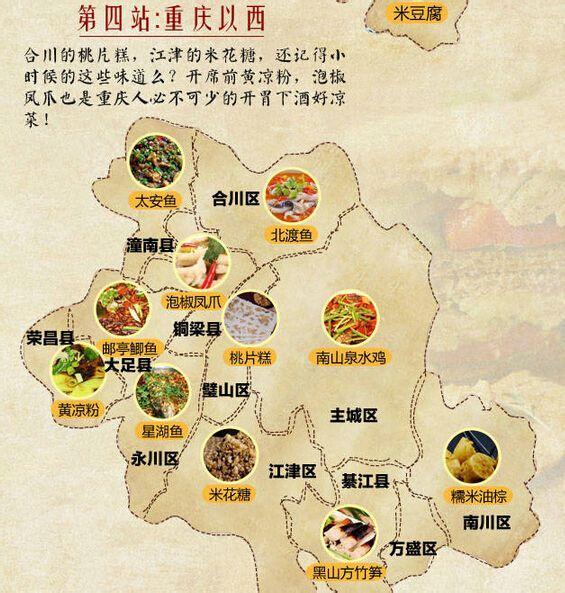 第四站:重庆以西
米豆腐
合川的桃片糕，江津的米花糖，还记得小
时候的这些味道么？开席前黄凉粉，泡椒
凤爪也是重庆人必不可少的开胃下酒好凉
菜！
太安鱼
合川区
北渡鱼
潼南县
泡椒凤爪
荣昌县
邮亭鲫鱼
铜梁县
桃片糕
南山泉水鸡
大足县
黄凉粉
星湖鱼
璧山区
主城区
永川区
米花糖
江津区
綦江县
糯米油粽
南川区
万盛区
黑山方竹笋